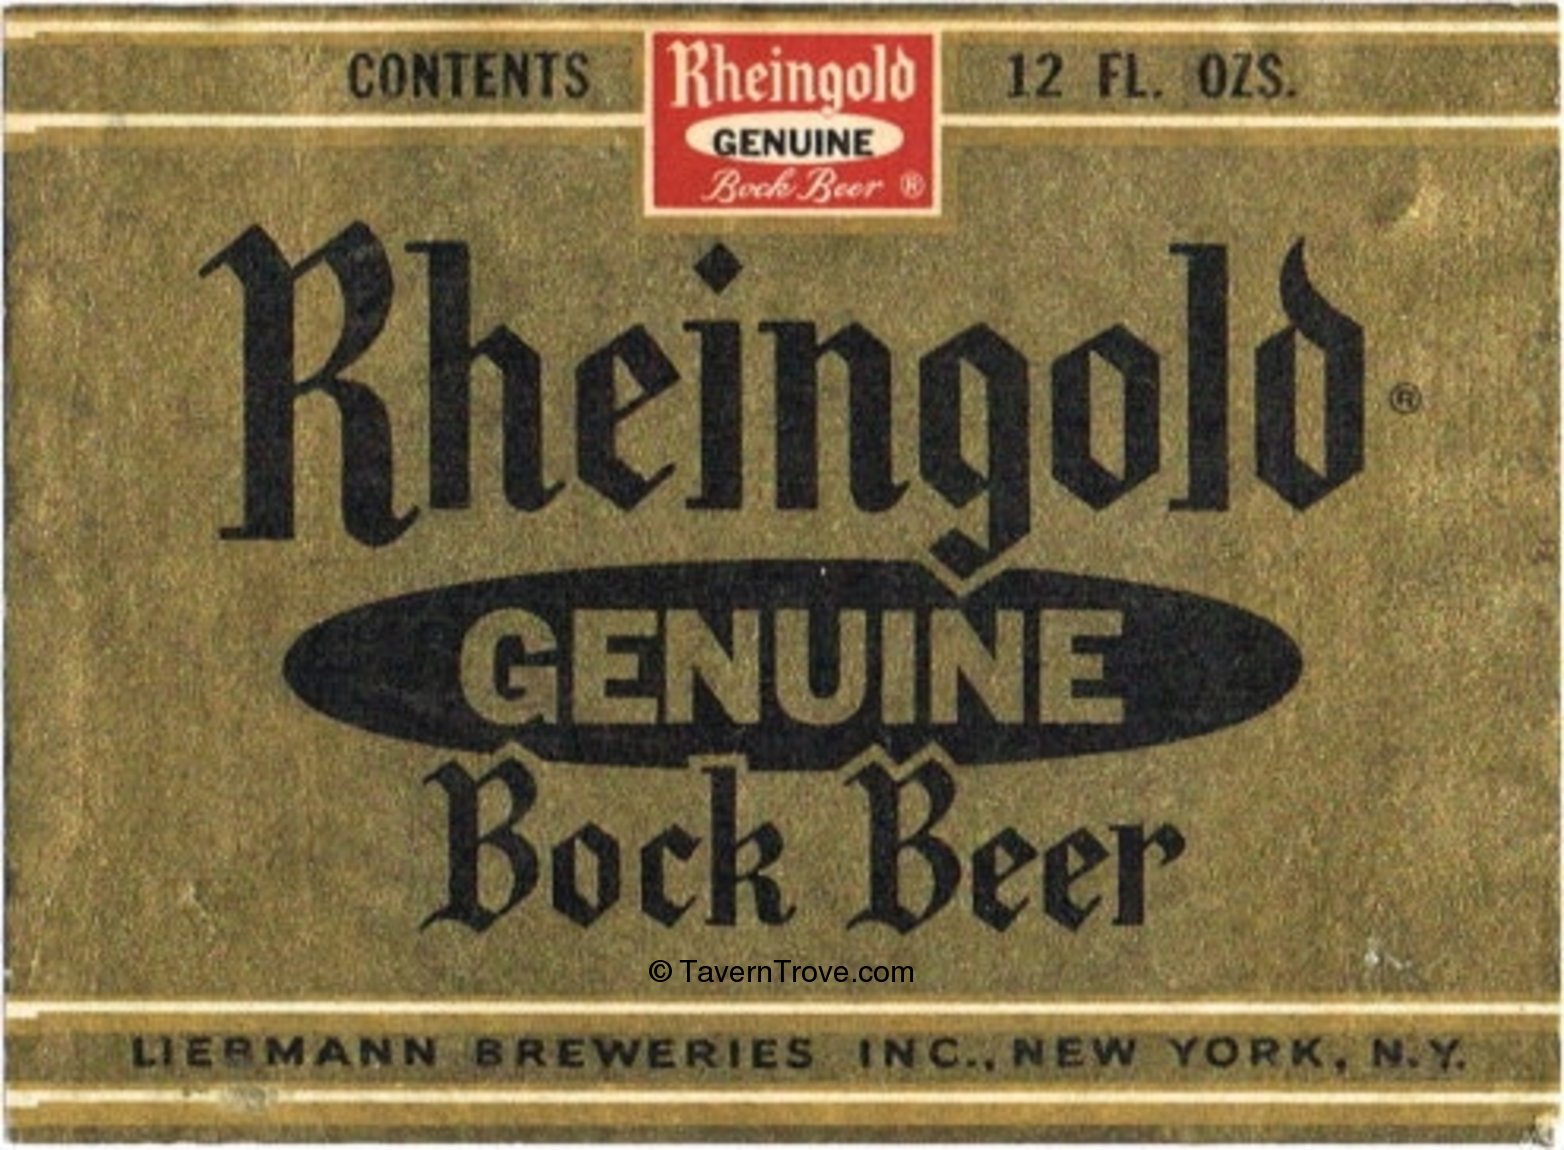 CONTENTS
Rheingold
GENUINE
Bock Beer ®
12 FL. OZS.
Rheingold ®
GENUINE
Bock Beer
© TavernTrove.com
LIEBMANN BREWERIES INC., NEW YORK, N.Y.